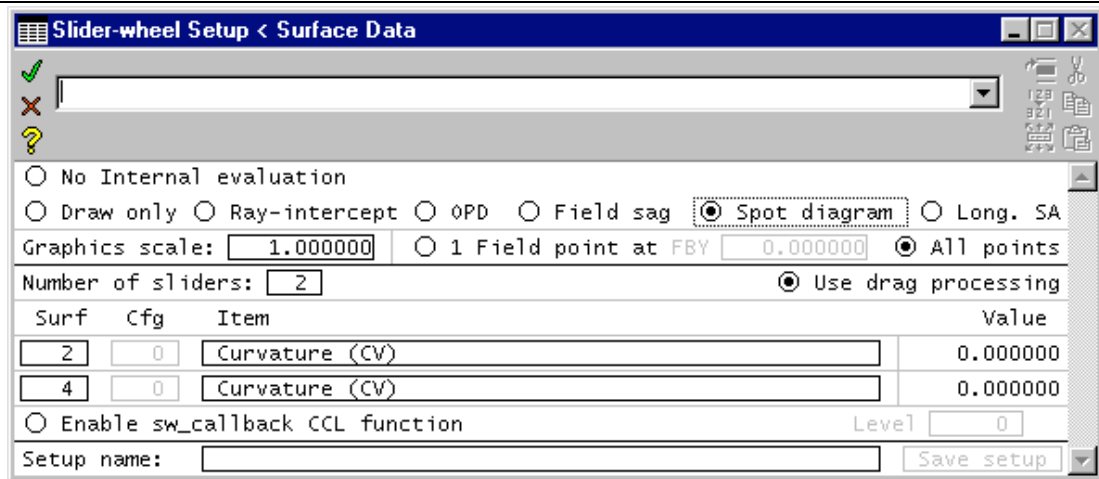 Slider-wheel Setup < Surface Data
No Internal evaluation
Draw only Ray-intercept OPD Field sag Spot diagram Long. SA
Graphics scale: 1.000000 1 Field point at FBY 0.000000 All points
Number of sliders: 2 Use drag processing
Surf Cfg Item Value
2 0 Curvature (CV) 0.000000
4 0 Curvature (CV) 0.000000
Enable sw_callback CCL function Level 0
Setup name: Save setup